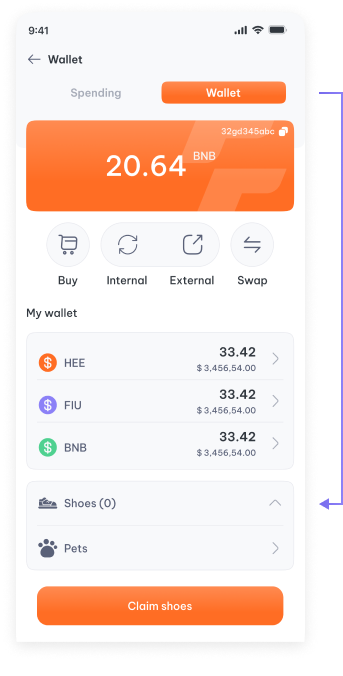 9:41
Wallet
Spending Wallet
32gd345abc
20.64 BNB
Buy Internal External Swap
My wallet
HEE 33.42
$ 3,456,54.00
FIU 33.42
$ 3,456,54.00
BNB 33.42
$ 3,456,54.00
Shoes (0)
Pets
Claim shoes